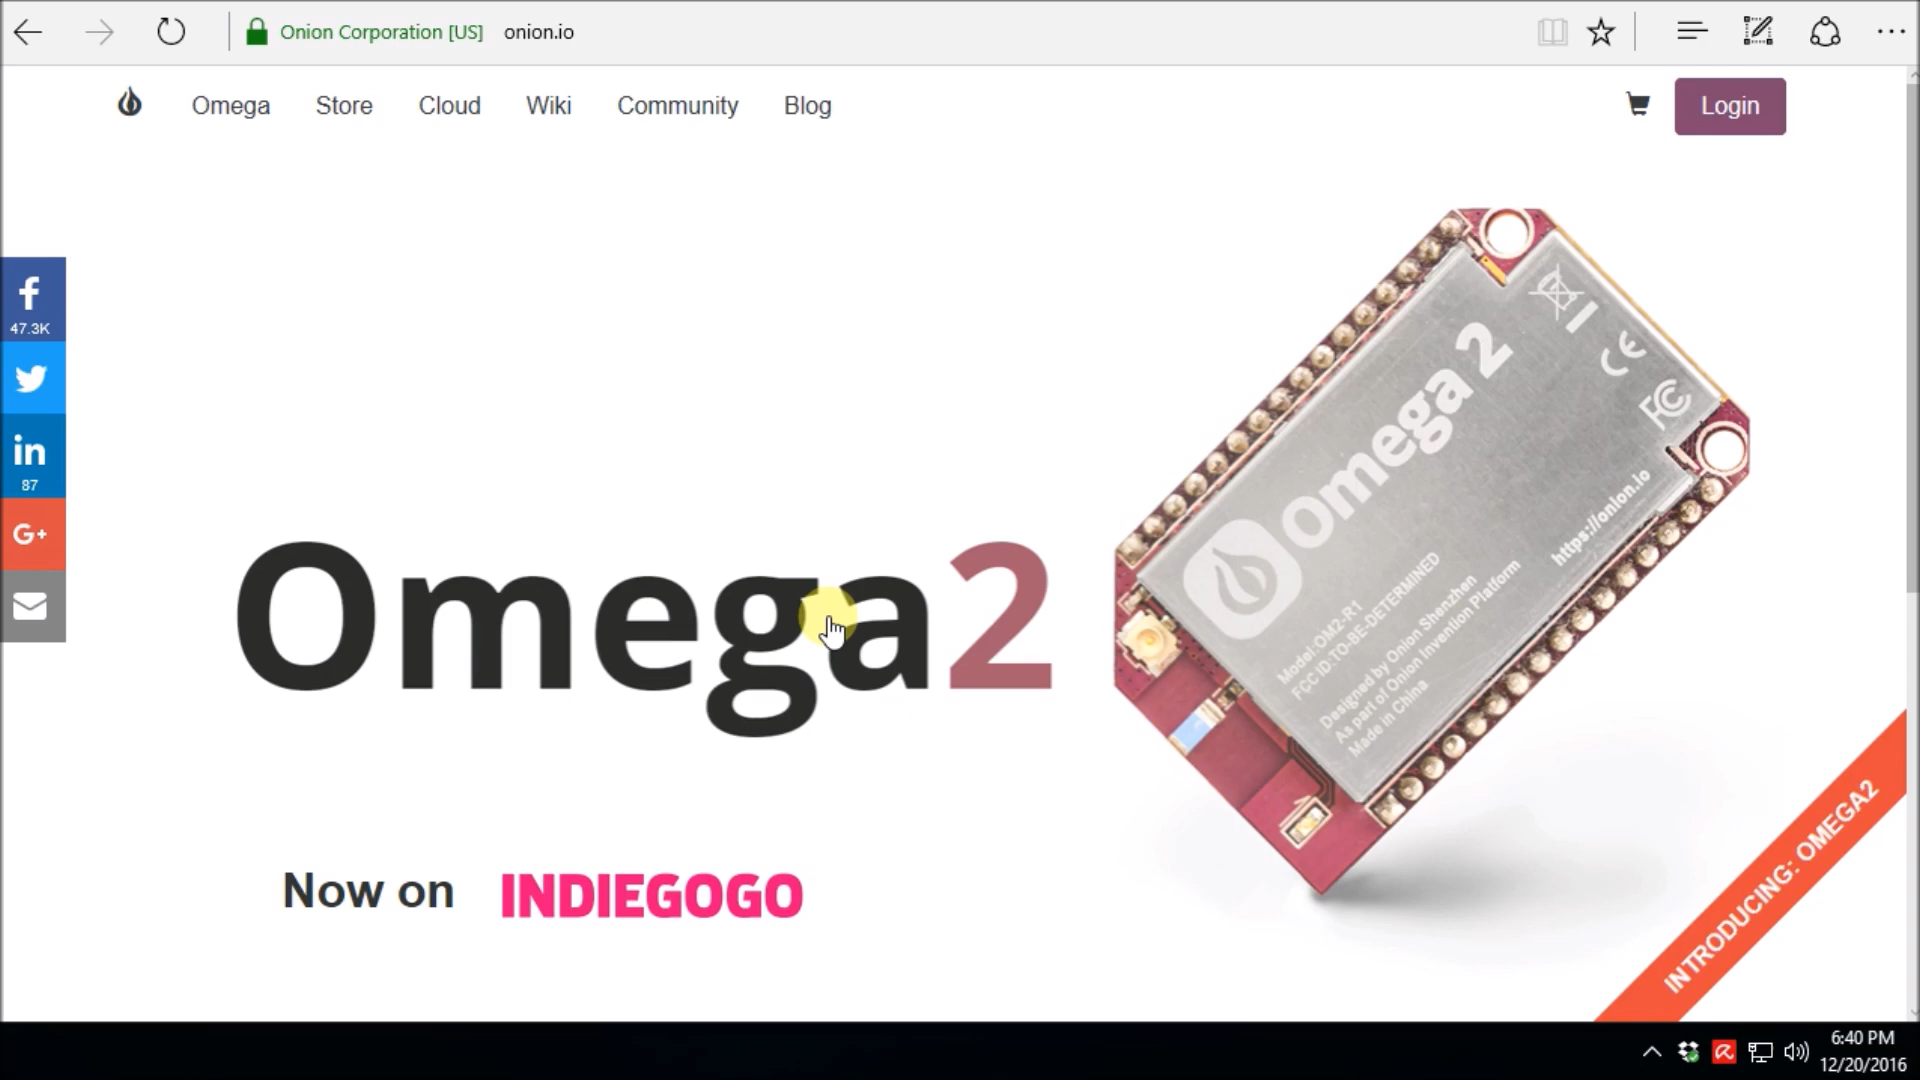 Onion Corporation [US] onion.io
Omega Store Cloud Wiki Community Blog
Login
f
47.3K
in
87
G+
Omega2
Now on INDIEGOGO
Omega 2
CE
FC
https://onion.io
Model:OM2-R1
FCC ID:TO-BE-DETERMINED
Designed by Onion Shenzhen
As part of Onion Invention Platform
Made in China
INTRODUCING: OMEGA2
6:40 PM
12/20/2016